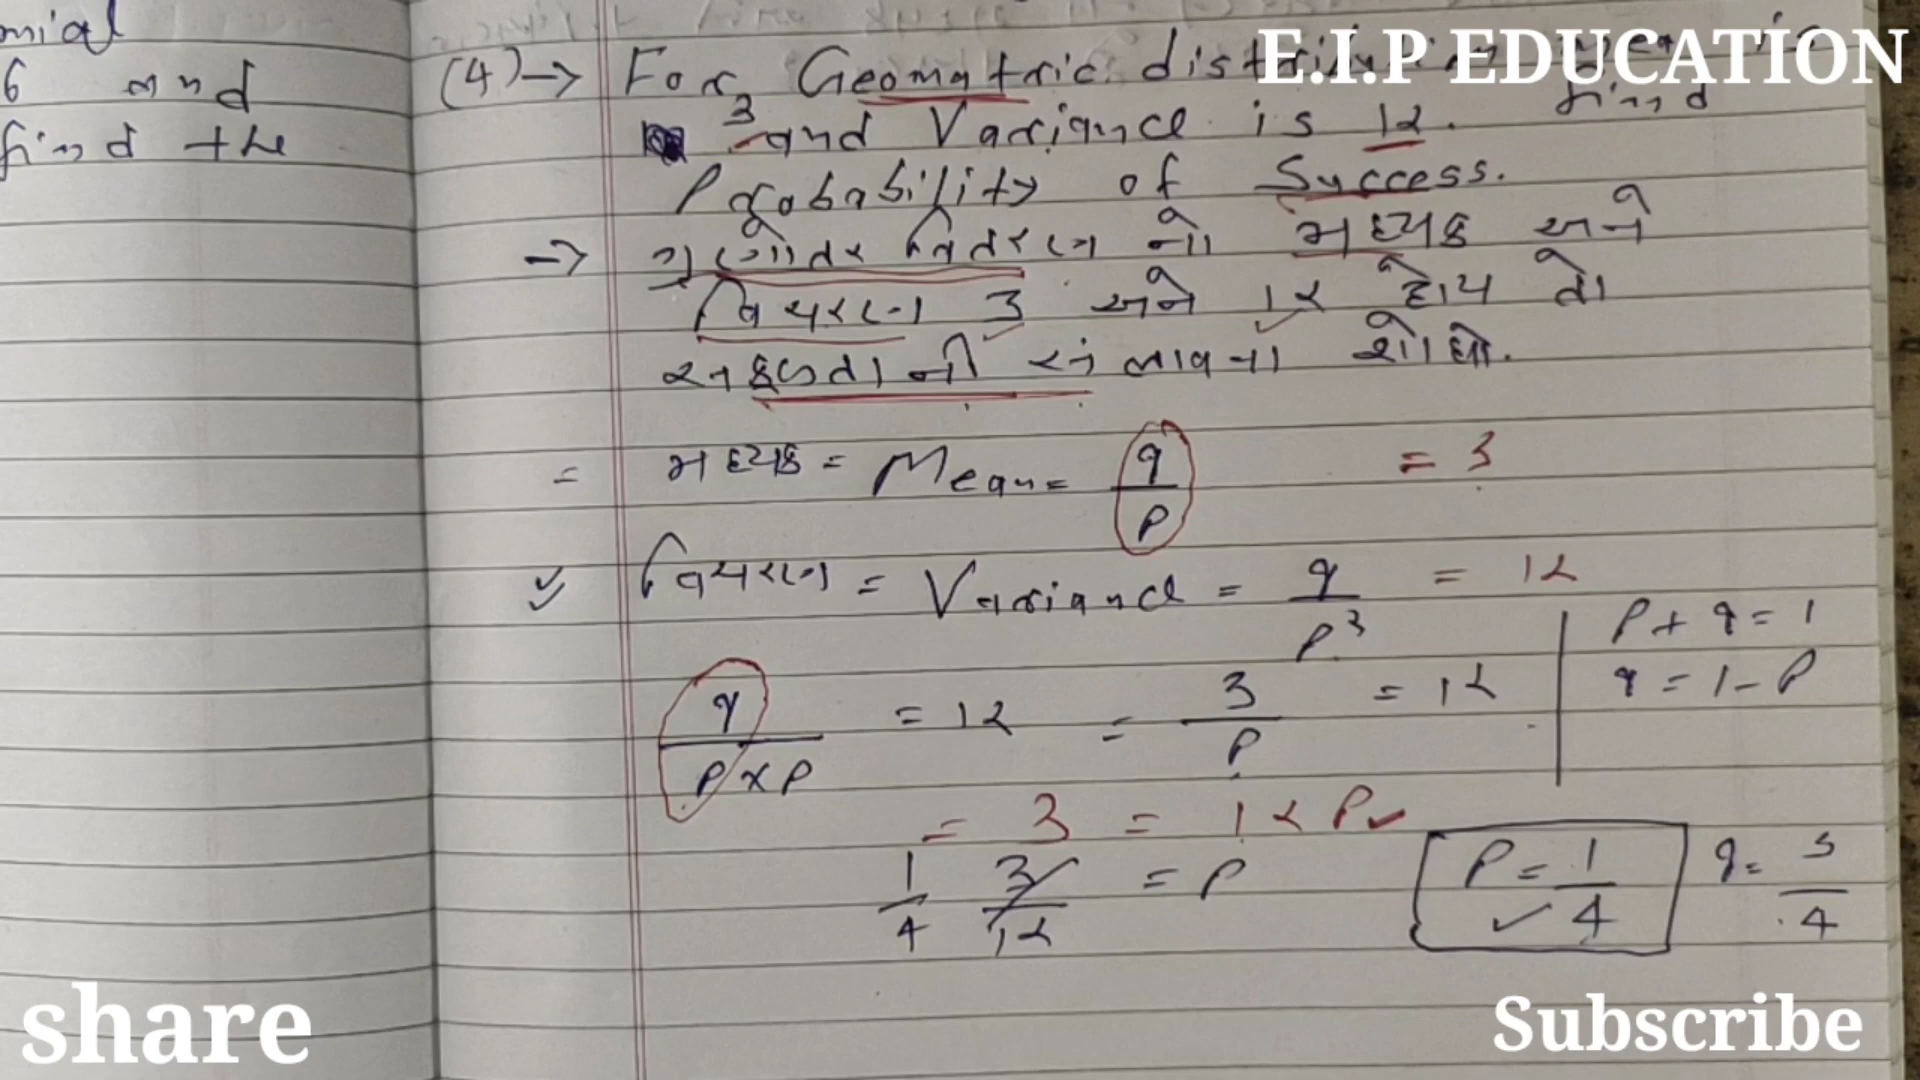 mial
6 and
find the
E.I.P EDUCATION
(4) → For Geomatric distribution mean is
3 and Variance is 12. find
Probability of Success.
→ ગુણોત્તર વિતરણ નો મધ્યક અને
વિચરણ 3 અને 12 હોય તો
સફળતાની સંભાવના શોધો.
= મધ્યક = Mean = q/p = 3
વિચરણ = Variance = q/p² = 12
p + q = 1
q = 1 - p
q/p×p = 12 = 3/p = 12
= 3 = 12 p
1/4 3/12 = p
p = 1/4 q = 3/4
share
Subscribe